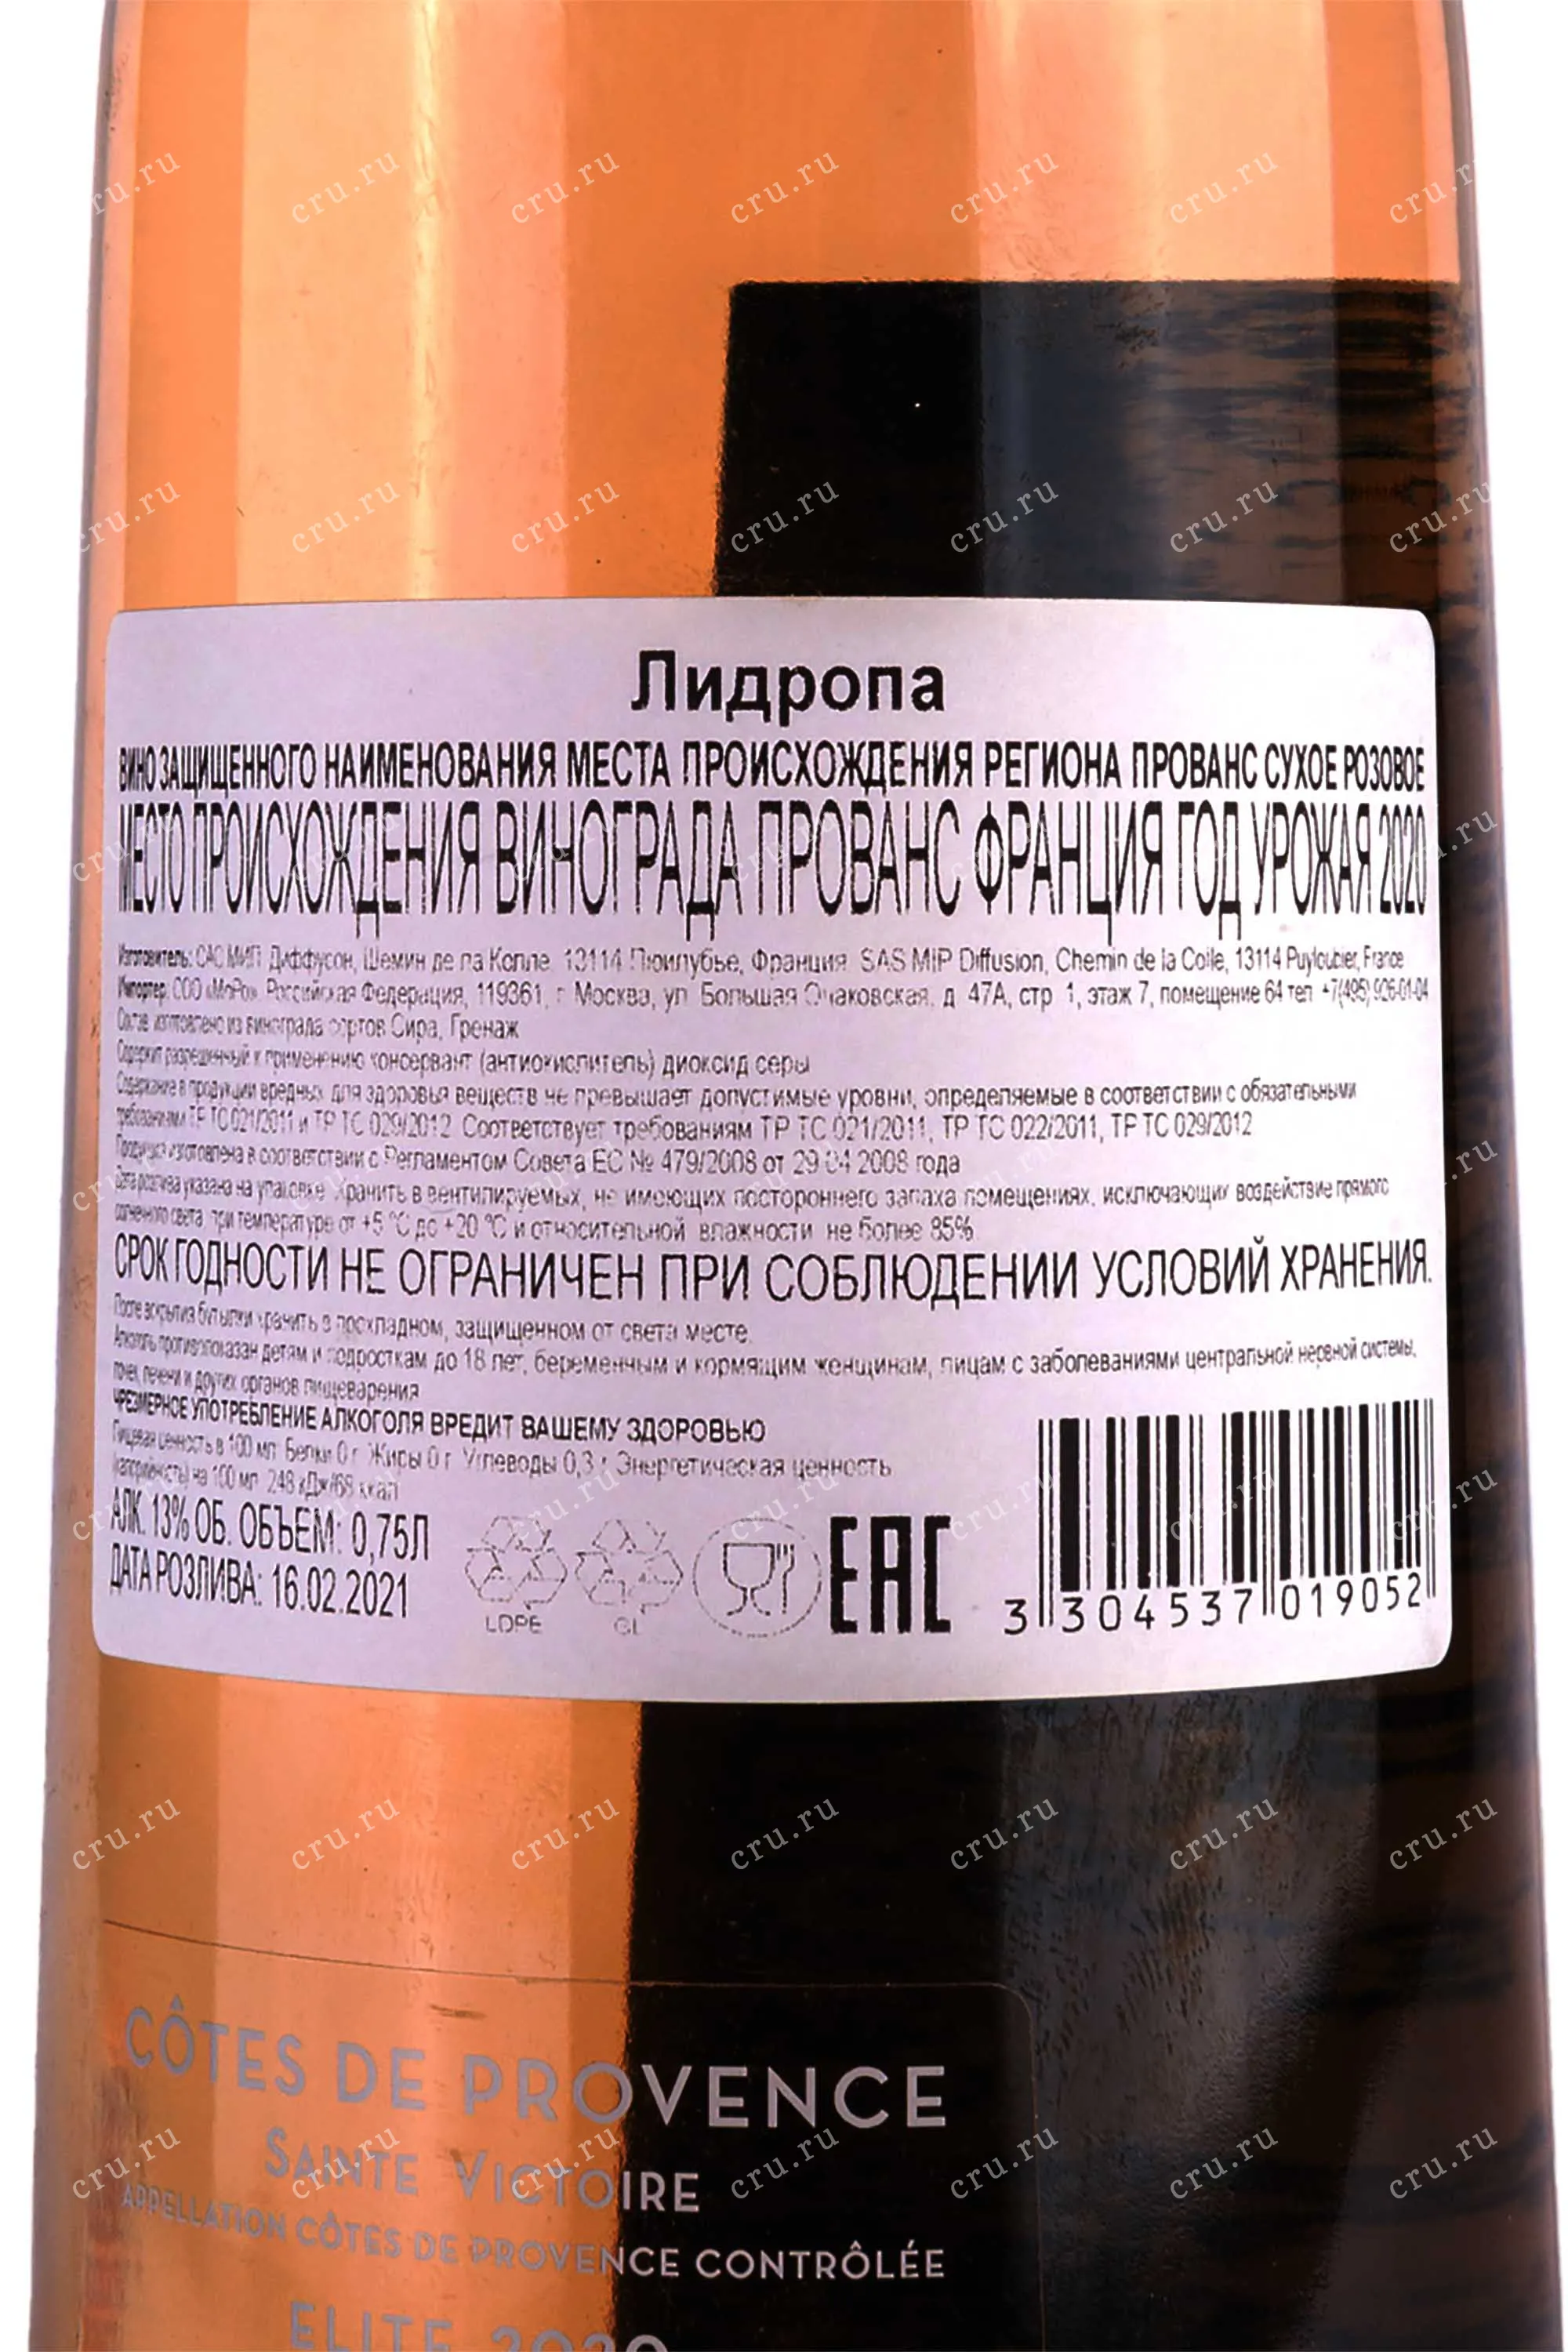 Лидропа
ВИНО ЗАЩИЩЕННОГО НАИМЕНОВАНИЯ МЕСТА ПРОИСХОЖДЕНИЯ РЕГИОНА ПРОВАНС СУХОЕ РОЗОВОЕ
МЕСТО ПРОИСХОЖДЕНИЯ ВИНОГРАДА ПРОВАНС ФРАНЦИЯ ГОД УРОЖАЯ 2020
Изготовитель: САС МИП Диффусон, Шемин де ла Колле, 13114 Пюилубье, Франция. SAS MIP Diffusion, Chemin de la Colle, 13114 Puyloubier, France
Импортер: ООО «МоРо», Российская Федерация, 119361, г. Москва, ул. Большая Очаковская, д. 47А, стр. 1, этаж 7, помещение 64 тел. +7(495) 926-01-04
Состав: изготовлено из винограда сортов Сира, Гренаж
Содержит разрешенный к применению консервант (антиокислитель) диоксид серы
Содержание в продукции вредных для здоровья веществ не превышает допустимые уровни, определяемые в соответствии с обязательными
требованиями ТР ТС 021/2011 и ТР ТС 029/2012. Соответствует требованиям ТР ТС 021/2011, ТР ТС 022/2011, ТР ТС 029/2012
Продукция изготовлена в соответствии с Регламентом Совета ЕС № 479/2008 от 29.04.2008 года
Дата розлива указана на упаковке. Хранить в вентилируемых, не имеющих постороннего запаха помещениях, исключающих воздействие прямого
солнечного света, при температуре от +5 °С до +20 °С и относительной влажности не более 85%.
СРОК ГОДНОСТИ НЕ ОГРАНИЧЕН ПРИ СОБЛЮДЕНИИ УСЛОВИЙ ХРАНЕНИЯ.
После вскрытия бутылки хранить в прохладном, защищенном от света месте.
Алкоголь противопоказан детям и подросткам до 18 лет, беременным и кормящим женщинам, лицам с заболеваниями центральной нервной системы,
почек, печени и других органов пищеварения
ЧРЕЗМЕРНОЕ УПОТРЕБЛЕНИЕ АЛКОГОЛЯ ВРЕДИТ ВАШЕМУ ЗДОРОВЬЮ
Пищевая ценность в 100 мл: Белки 0 г. Жиры 0 г. Углеводы 0,3 г. Энергетическая ценность
(калорийность) на 100 мл: 248 кДж/68 ккал
АЛК. 13% ОБ. ОБЪЕМ: 0,75Л
ДАТА РОЗЛИВА: 16.02.2021
LDPE GL EAC
3 304537 019052
CÔTES DE PROVENCE
SAINTE VICTOIRE
APPELLATION CÔTES DE PROVENCE CONTRÔLÉE
ELITE 2020
cru.ru